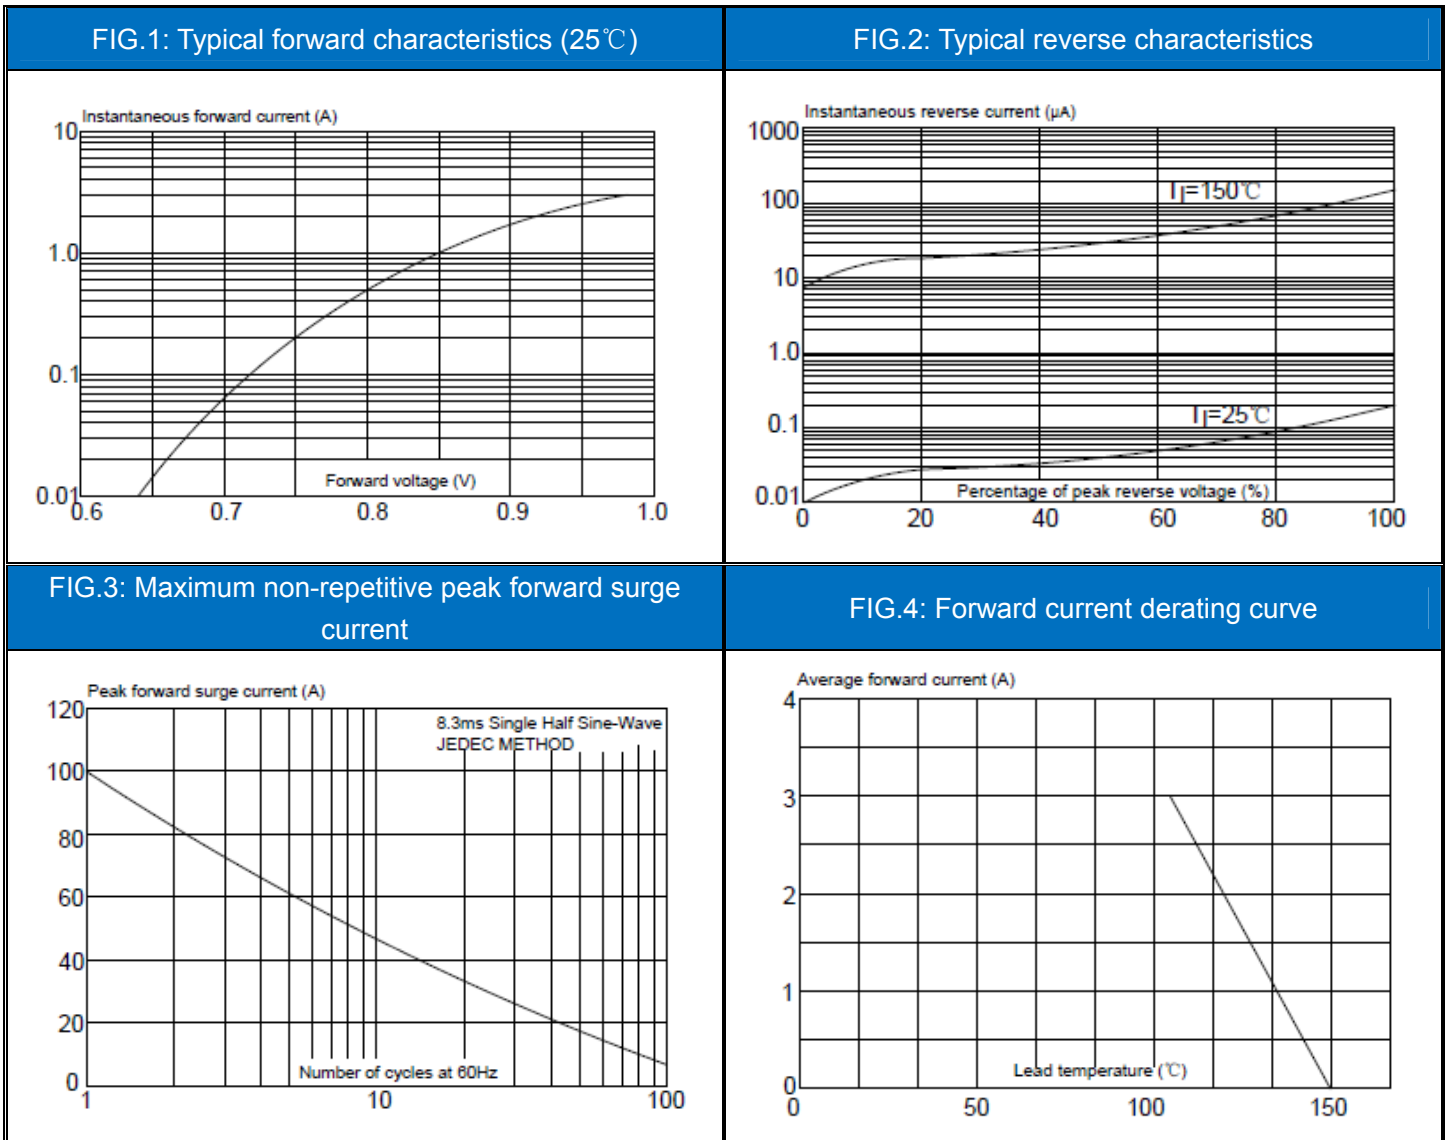 FIG.1: Typical forward characteristics (25℃)
FIG.2: Typical reverse characteristics
Instantaneous forward current (A)
10
1.0
0.1
0.01
Forward voltage (V)
0.6 0.7 0.8 0.9 1.0
Instantaneous reverse current (μA)
1000
100
Tj=150℃
10
1.0
0.1
Tj=25℃
0.01
Percentage of peak reverse voltage (%)
0 20 40 60 80 100
FIG.3: Maximum non-repetitive peak forward surge
current
FIG.4: Forward current derating curve
Peak forward surge current (A)
120
8.3ms Single Half Sine-Wave
JEDEC METHOD
100
80
60
40
20
0
Number of cycles at 60Hz
1 10 100
Average forward current (A)
4
3
2
1
0
Lead temperature (℃)
0 50 100 150